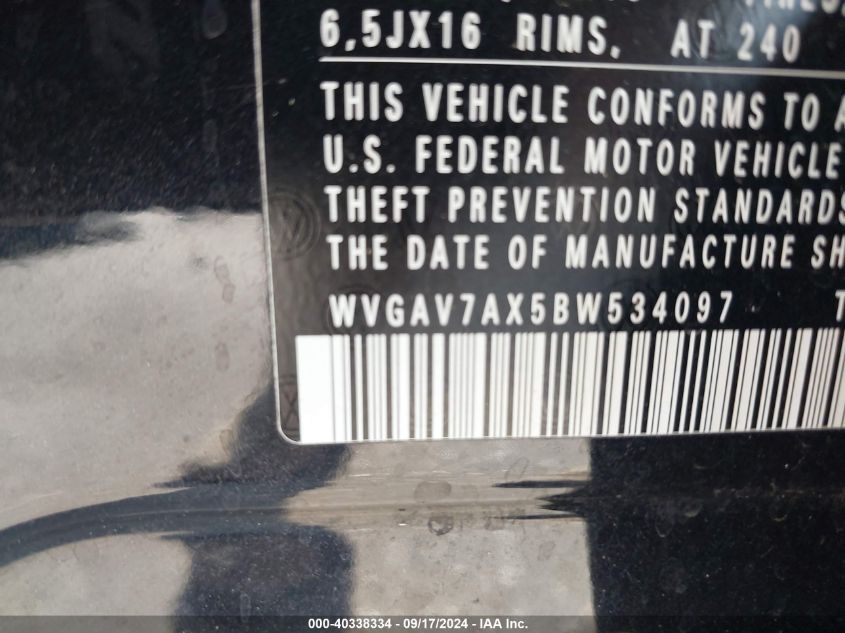 6,5JX16 RIMS, AT 240
THIS VEHICLE CONFORMS TO A
U.S. FEDERAL MOTOR VEHICLE
THEFT PREVENTION STANDARDS
THE DATE OF MANUFACTURE SH
WVGAV7AX5BW534097 T
000-40338334 - 09/17/2024 - IAA Inc.